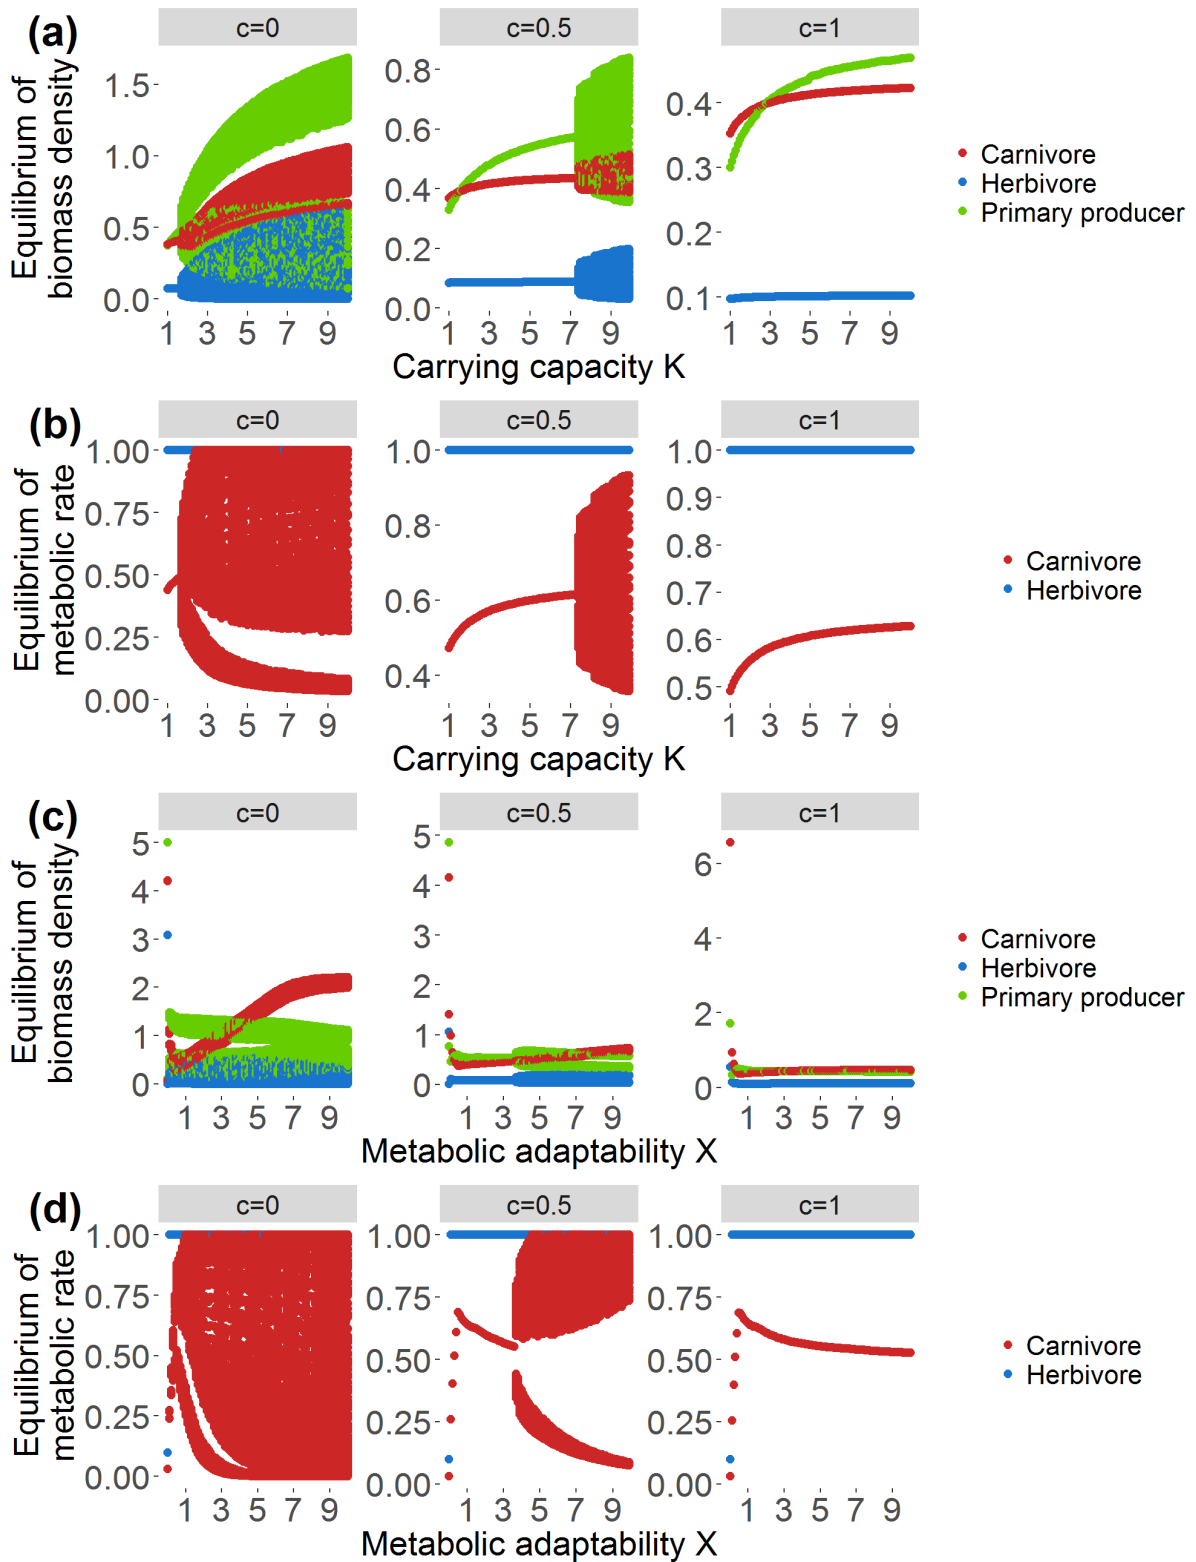 (a)
c=0
c=0.5
c=1
Equilibrium of
biomass density
1.5
1.0
0.5
0.0
0.8
0.6
0.4
0.2
0.0
0.4
0.3
0.2
0.1
1 3 5 7 9
1 3 5 7 9
1 3 5 7 9
Carrying capacity K
Carnivore
Herbivore
Primary producer
(b)
c=0
c=0.5
c=1
Equilibrium of
metabolic rate
1.00
0.75
0.50
0.25
0.00
1.0
0.8
0.6
0.4
1.0
0.9
0.8
0.7
0.6
0.5
1 3 5 7 9
1 3 5 7 9
1 3 5 7 9
Carrying capacity K
Carnivore
Herbivore
(c)
c=0
c=0.5
c=1
Equilibrium of
biomass density
5
4
3
2
1
0
5
4
3
2
1
0
6
4
2
0
1 3 5 7 9
1 3 5 7 9
1 3 5 7 9
Metabolic adaptability X
Carnivore
Herbivore
Primary producer
(d)
c=0
c=0.5
c=1
Equilibrium of
metabolic rate
1.00
0.75
0.50
0.25
0.00
1.00
0.75
0.50
0.25
0.00
1.00
0.75
0.50
0.25
0.00
1 3 5 7 9
1 3 5 7 9
1 3 5 7 9
Metabolic adaptability X
Carnivore
Herbivore